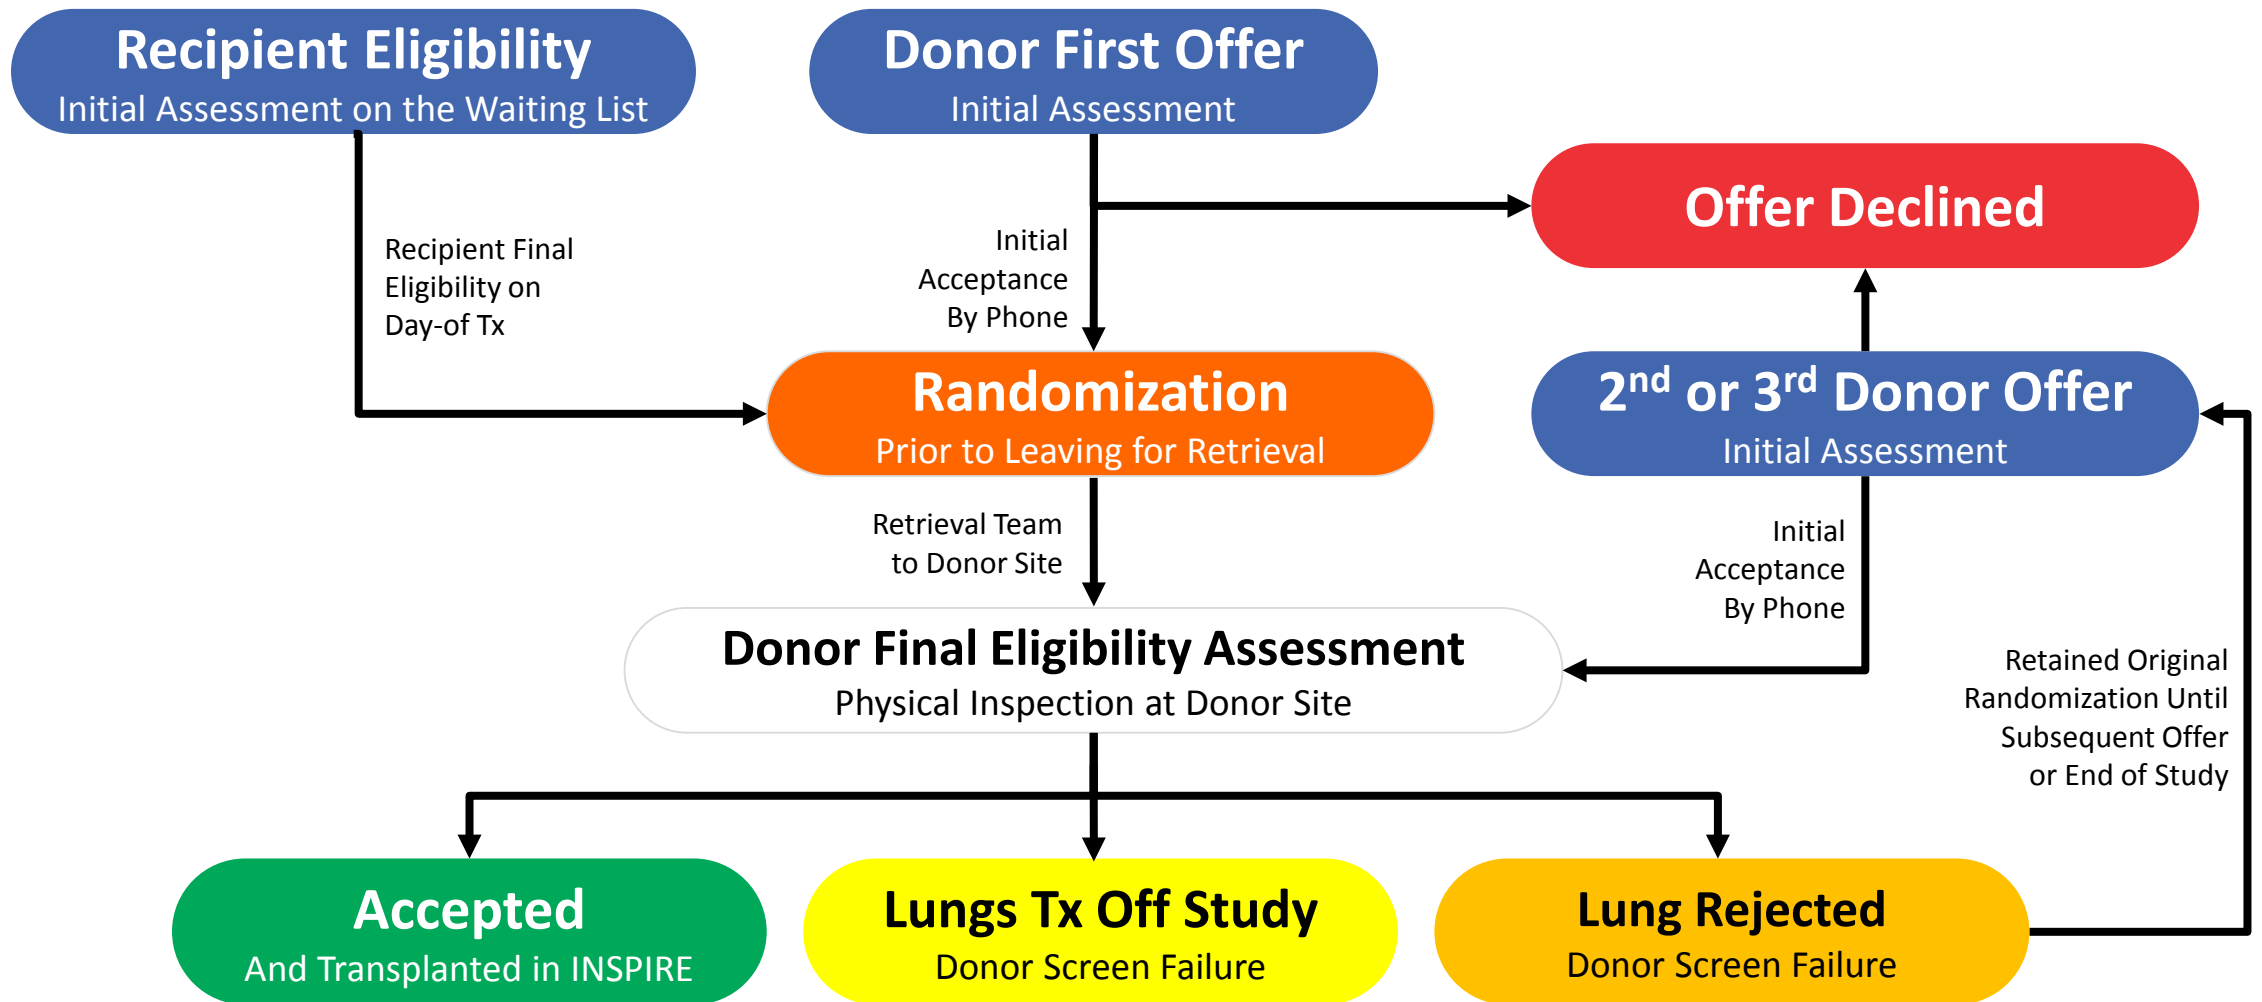 Recipient Eligibility
Initial Assessment on the Waiting List
Donor First Offer
Initial Assessment
Offer Declined
Recipient Final
Eligibility on
Day-of Tx
Initial
Acceptance
By Phone
Randomization
Prior to Leaving for Retrieval
2nd or 3rd Donor Offer
Initial Assessment
Retrieval Team
to Donor Site
Initial
Acceptance
By Phone
Donor Final Eligibility Assessment
Physical Inspection at Donor Site
Retained Original
Randomization Until
Subsequent Offer
or End of Study
Accepted
And Transplanted in INSPIRE
Lungs Tx Off Study
Donor Screen Failure
Lung Rejected
Donor Screen Failure